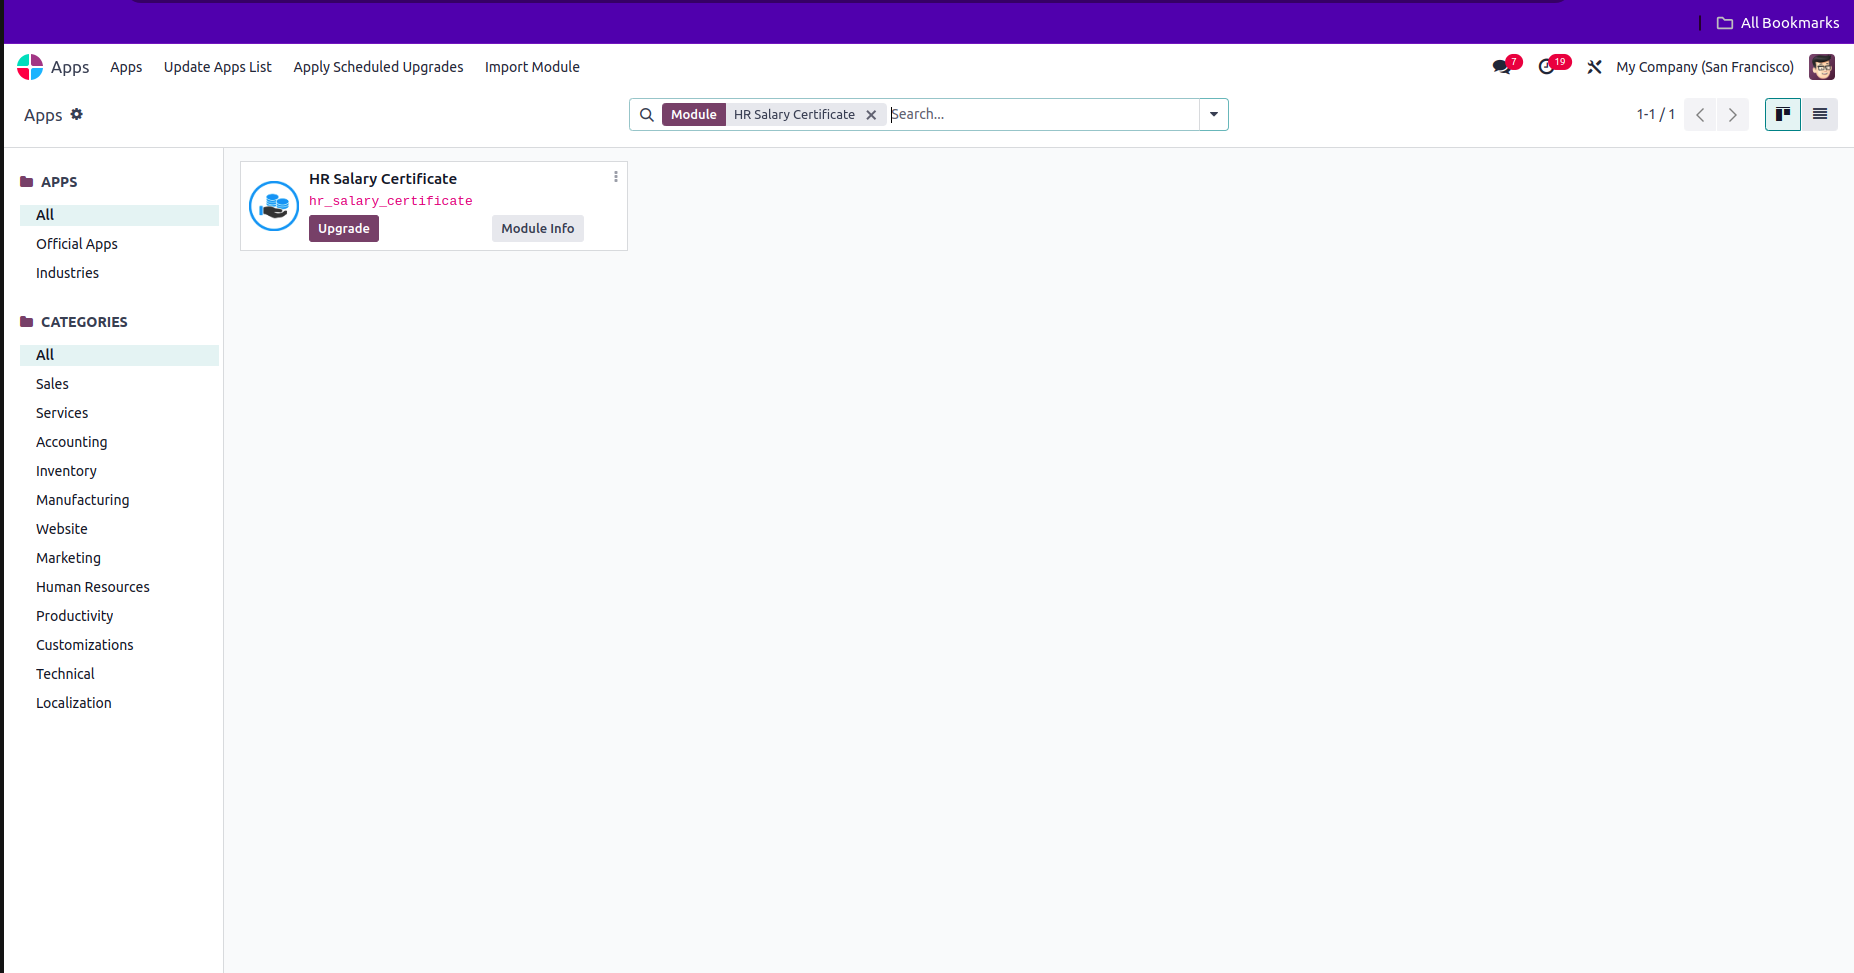 All Bookmarks
Apps Apps Update Apps List Apply Scheduled Upgrades Import Module 7 19 My Company (San Francisco)
Apps Module HR Salary Certificate Search... 1-1 / 1
APPS
All
Official Apps
Industries
CATEGORIES
All
Sales
Services
Accounting
Inventory
Manufacturing
Website
Marketing
Human Resources
Productivity
Customizations
Technical
Localization
HR Salary Certificate
hr_salary_certificate
Upgrade Module Info